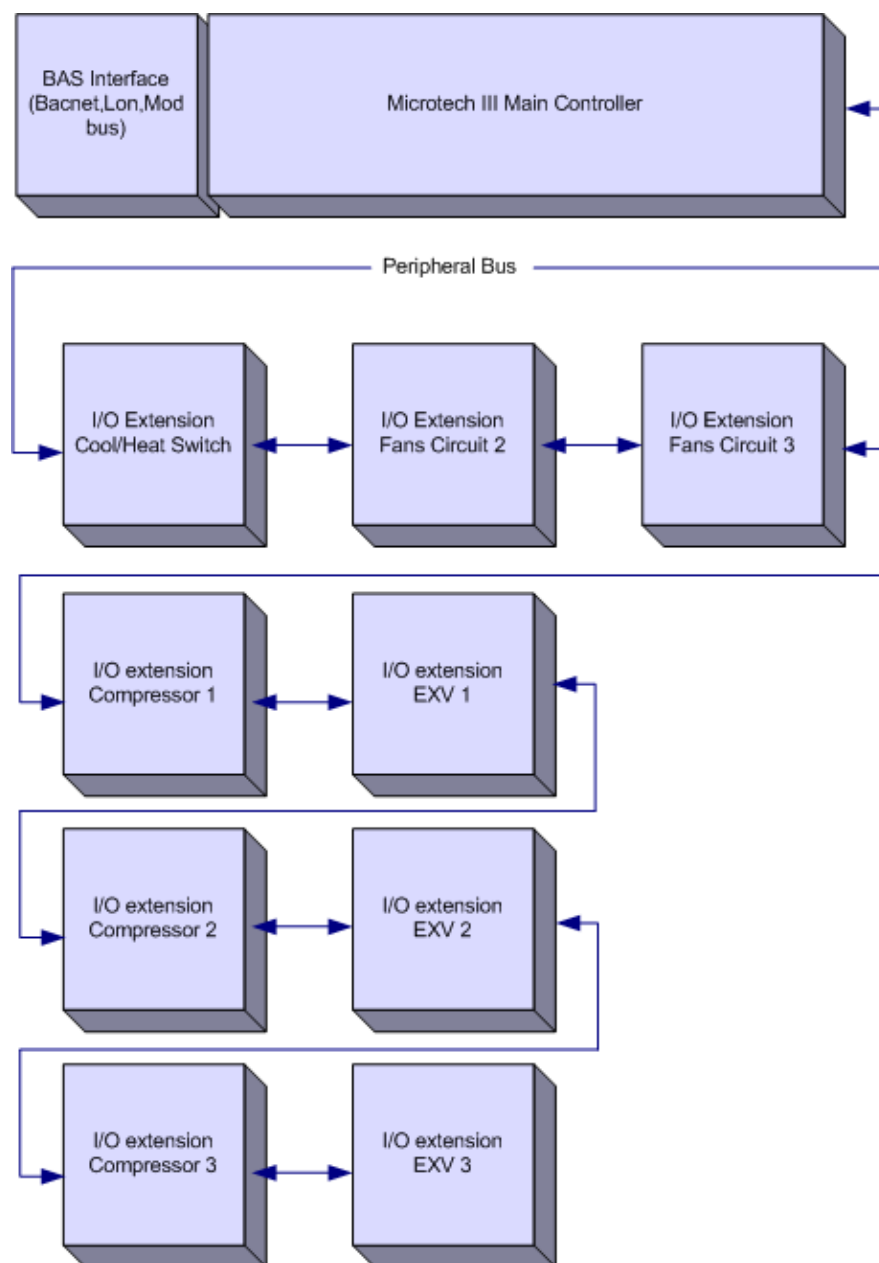 BAS Interface
(Bacnet,Lon,Mod
bus)
Microtech III Main Controller
Peripheral Bus
I/O Extension
Cool/Heat Switch
I/O Extension
Fans Circuit 2
I/O Extension
Fans Circuit 3
I/O extension
Compressor 1
I/O extension
EXV 1
I/O extension
Compressor 2
I/O extension
EXV 2
I/O extension
Compressor 3
I/O extension
EXV 3